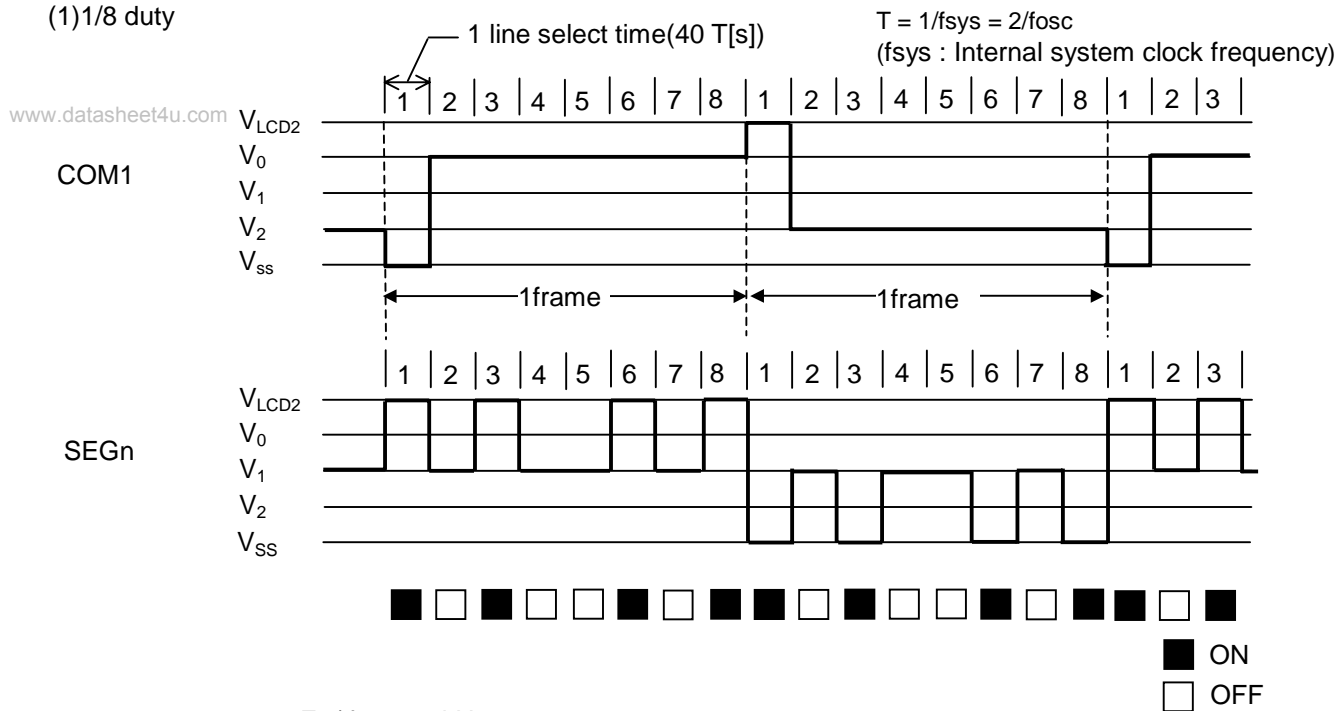 (1)1/8 duty
1 line select time(40 T[s])
T = 1/fsys = 2/fosc
(fsys : Internal system clock frequency)
1 2 3 4 5 6 7 8 1 2 3 4 5 6 7 8 1 2 3
www.datasheet4u.com
VLCD2
V0
COM1
V1
V2
Vss
1frame 1frame
1 2 3 4 5 6 7 8 1 2 3 4 5 6 7 8 1 2 3
VLCD2
V0
SEGn
V1
V2
VSS
ON
OFF